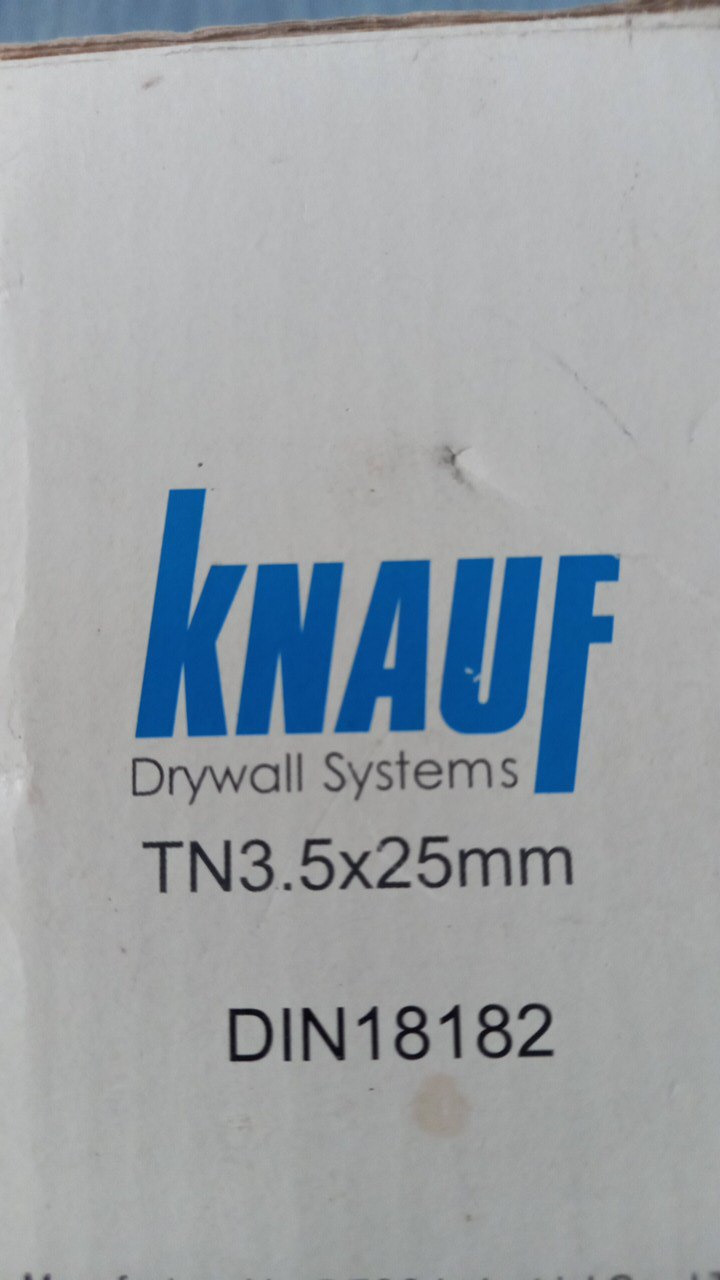 KNAUF
Drywall Systems
TN3.5x25mm
DIN18182